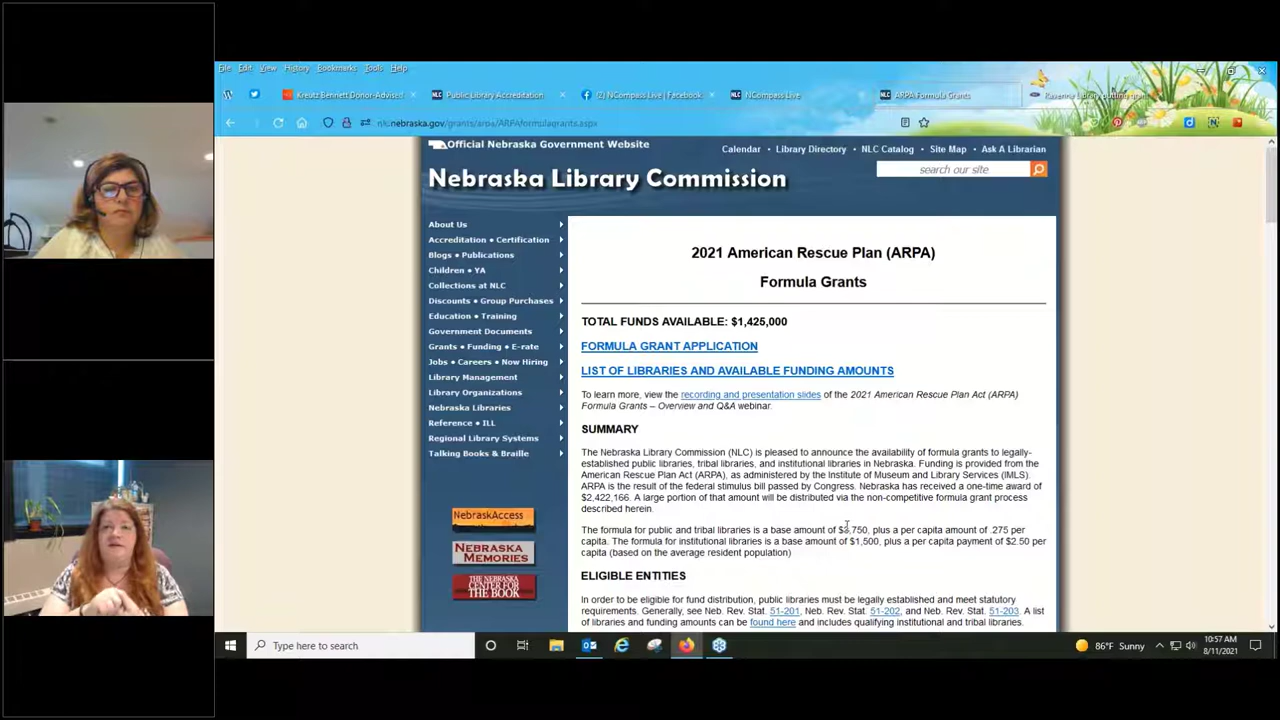 File Edit View History Bookmarks Tools Help
Kreutz Bennett Donor-Advised
Public Library Accreditation
(2) NCompass Live | Facebook
NCompass Live
ARPA Formula Grants
nlc.nebraska.gov/grants/arpa/ARPAformulagrants.aspx
Official Nebraska Government Website
Calendar • Library Directory • NLC Catalog • Site Map • Ask A Librarian
Nebraska Library Commission
search our site
About Us
Accreditation • Certification
Blogs • Publications
Children • YA
Collections at NLC
Discounts • Group Purchases
Education • Training
Government Documents
Grants • Funding • E-rate
Jobs • Careers • Now Hiring
Library Management
Library Organizations
Nebraska Libraries
Reference • ILL
Regional Library Systems
Talking Books & Braille
NebraskAccess
NEBRASKA
MEMORIES
THE NEBRASKA
CENTER FOR
THE BOOK
2021 American Rescue Plan (ARPA)
Formula Grants
TOTAL FUNDS AVAILABLE: $1,425,000
FORMULA GRANT APPLICATION
LIST OF LIBRARIES AND AVAILABLE FUNDING AMOUNTS
To learn more, view the recording and presentation slides of the 2021 American Rescue Plan Act (ARPA)
Formula Grants – Overview and Q&A webinar.
SUMMARY
The Nebraska Library Commission (NLC) is pleased to announce the availability of formula grants to legally-
established public libraries, tribal libraries, and institutional libraries in Nebraska. Funding is provided from the
American Rescue Plan Act (ARPA), as administered by the Institute of Museum and Library Services (IMLS).
ARPA is the result of the federal stimulus bill passed by Congress. Nebraska has received a one-time award of
$2,422,166. A large portion of that amount will be distributed via the non-competitive formula grant process
described herein.
The formula for public and tribal libraries is a base amount of plus a per capita amount of .275 per
capita. The formula for institutional libraries is a base amount of $1,500, plus a per capita payment of $2.50 per
capita (based on the average resident population)
ELIGIBLE ENTITIES
In order to be eligible for fund distribution, public libraries must be legally established and meet statutory
requirements. Generally, see Neb. Rev. Stat. 51-201, Neb. Rev. Stat. 51-202, and Neb. Rev. Stat. 51-203. A list
of libraries and funding amounts can be found here and includes qualifying institutional and tribal libraries.
Type here to search
86°F Sunny
10:57 AM
8/11/2021